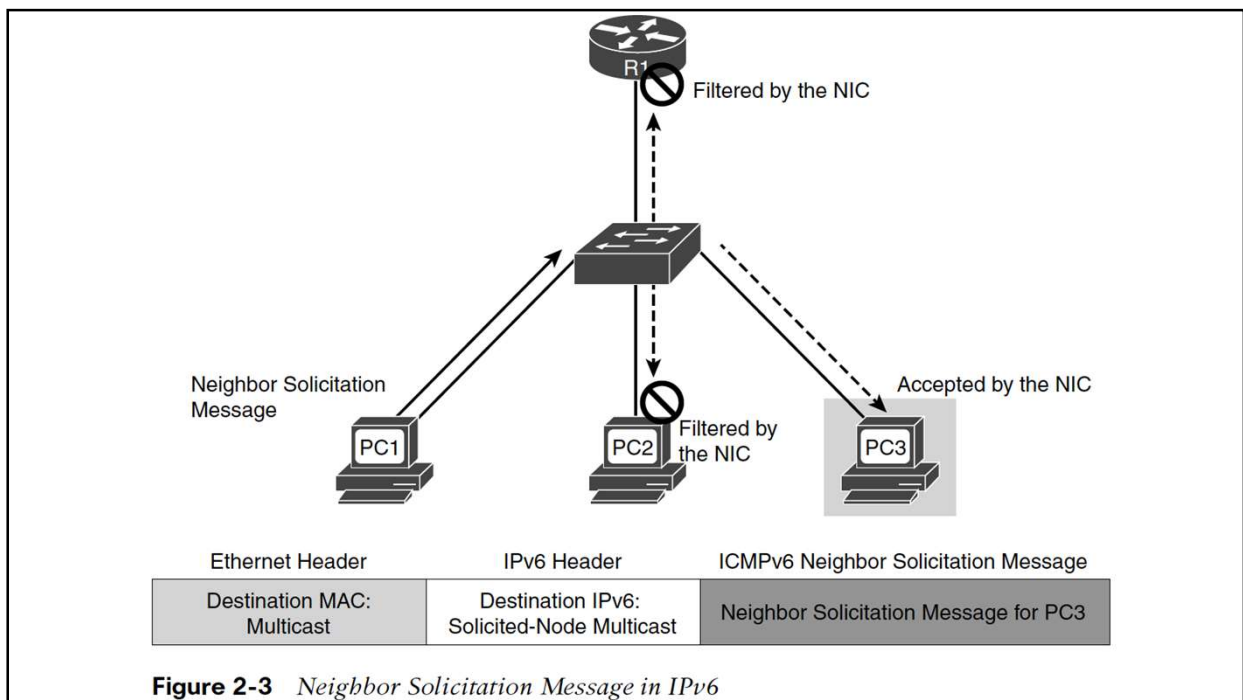 R1
Filtered by the NIC
Neighbor Solicitation
Message
Accepted by the NIC
PC1
PC2
Filtered by
the NIC
PC3
Ethernet Header
IPv6 Header
ICMPv6 Neighbor Solicitation Message
Destination MAC:
Multicast
Destination IPv6:
Solicited-Node Multicast
Neighbor Solicitation Message for PC3
Figure 2-3 Neighbor Solicitation Message in IPv6